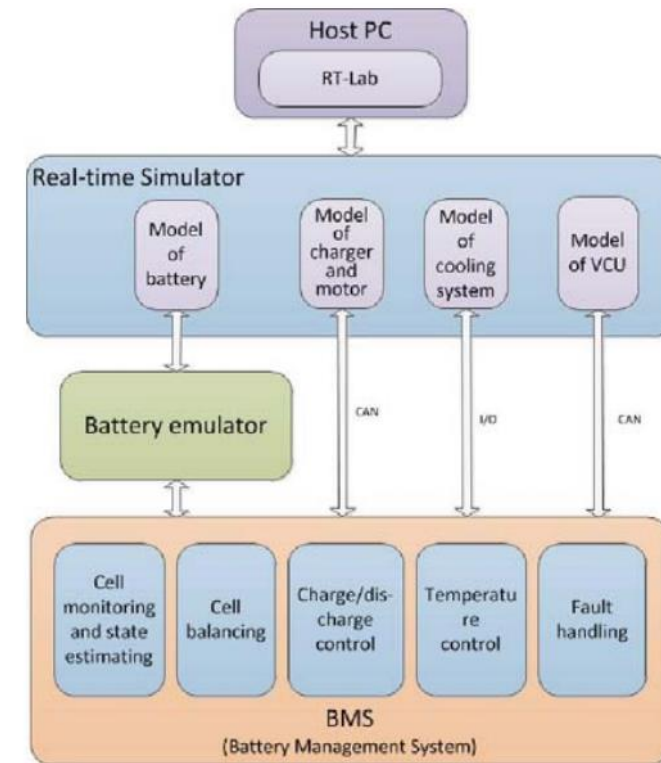 Host PC
RT-Lab
Real-time Simulator
Model
of
battery
Model
of
charger
and
motor
Model
of
cooling
system
Model
of VCU
CAN
I/O
CAN
Battery emulator
Cell
monitoring
and state
estimating
Cell
balancing
Charge/dis-
charge
control
Temperatu
re
control
Fault
handling
BMS
(Battery Management System)